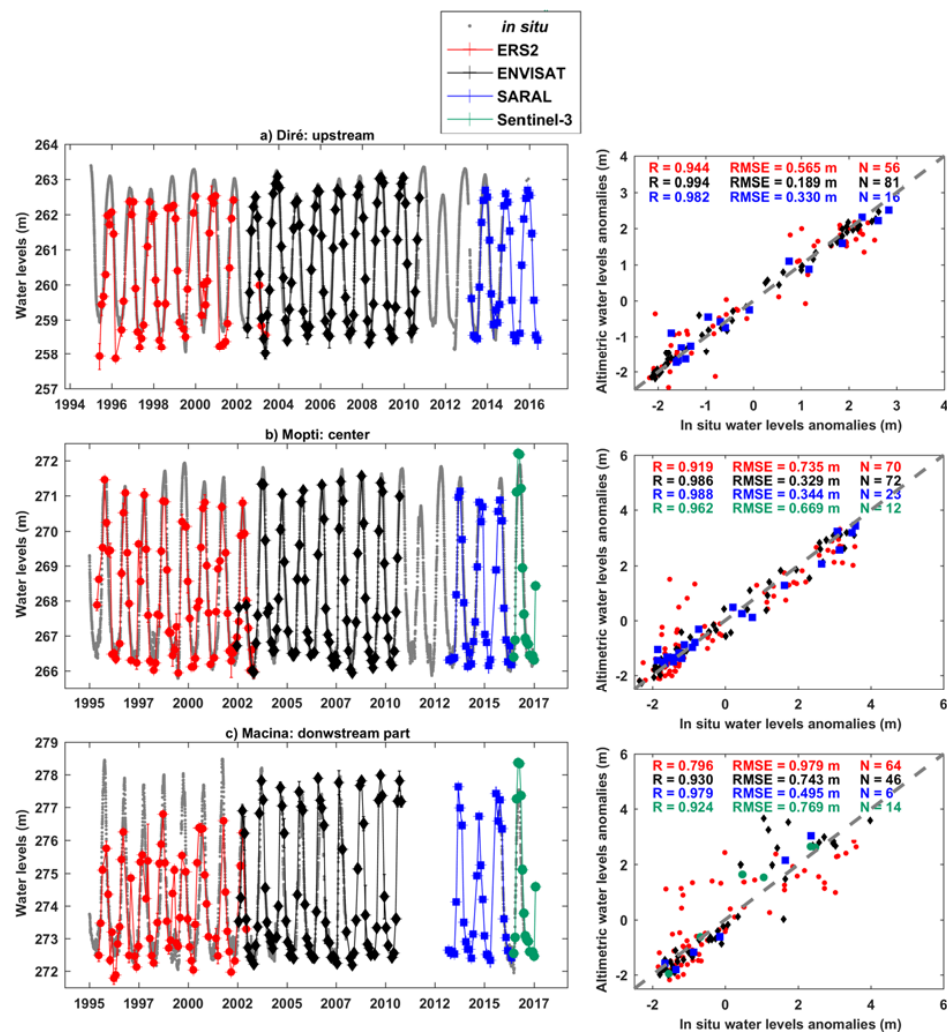 in situ
ERS2
ENVISAT
SARAL
Sentinel-3
a) Diré: upstream
Water levels (m)
264
263
262
261
260
259
258
257
1994 1996 1998 2000 2002 2004 2006 2008 2010 2012 2014 2016
Altimetric water levels anomalies (m)
4
3
2
1
0
-1
-2
R = 0.944 RMSE = 0.565 m N = 56
R = 0.994 RMSE = 0.189 m N = 81
R = 0.982 RMSE = 0.330 m N = 16
-2 -1 0 1 2 3 4
In situ water levels anomalies (m)
b) Mopti: center
Water levels (m)
272
271
270
269
268
267
266
1995 1997 2000 2002 2005 2007 2010 2012 2015 2017
Altimetric water levels anomalies (m)
6
4
2
0
-2
R = 0.919 RMSE = 0.735 m N = 70
R = 0.986 RMSE = 0.329 m N = 72
R = 0.988 RMSE = 0.344 m N = 23
R = 0.962 RMSE = 0.669 m N = 12
-2 0 2 4 6
In situ water levels anomalies (m)
c) Macina: donwstream part
Water levels (m)
279
278
277
276
275
274
273
272
271
1995 1997 2000 2002 2005 2007 2010 2012 2015 2017
Altimetric water levels anomalies (m)
6
4
2
0
-2
R = 0.796 RMSE = 0.979 m N = 64
R = 0.930 RMSE = 0.743 m N = 46
R = 0.979 RMSE = 0.495 m N = 6
R = 0.924 RMSE = 0.769 m N = 14
-2 0 2 4 6
In situ water levels anomalies (m)